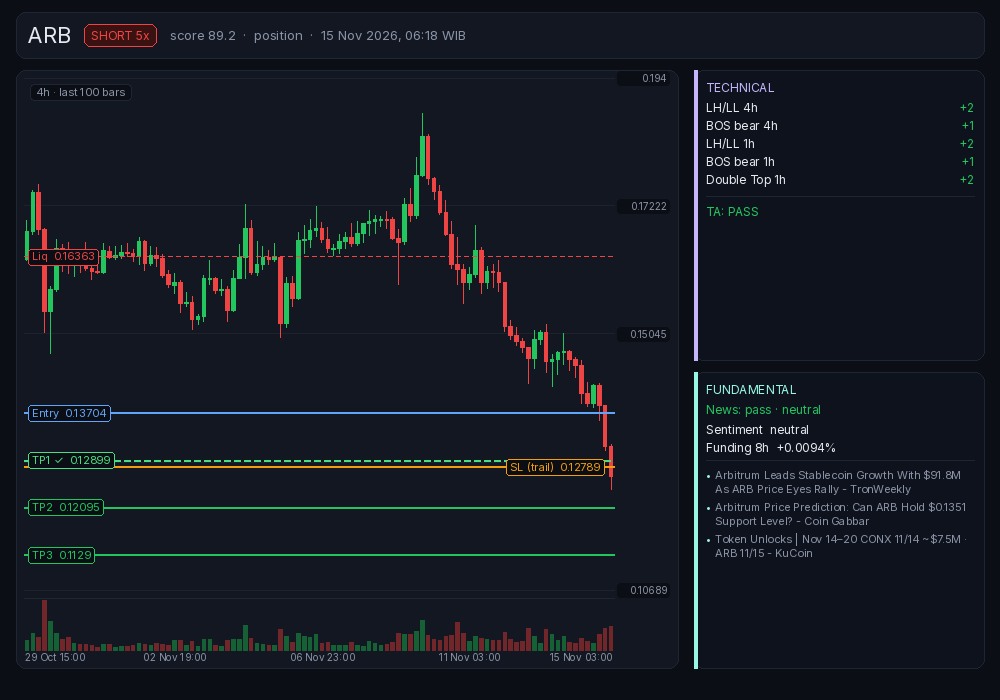 ARB SHORT 5x score 89.2 · position · 15 Nov 2026, 06:18 WIB
4h · last 100 bars
0.194
0.17222
Liq 0.16363
0.15045
Entry 0.13704
TP1 ✓ 0.12899
SL (trail) 0.12789
TP2 0.12095
TP3 0.1129
0.10689
29 Oct 15:00 02 Nov 19:00 06 Nov 23:00 11 Nov 03:00 15 Nov 03:00
TECHNICAL
LH/LL 4h +2
BOS bear 4h +1
LH/LL 1h +2
BOS bear 1h +1
Double Top 1h +2
TA: PASS
FUNDAMENTAL
News: pass · neutral
Sentiment neutral
Funding 8h +0.0094%
• Arbitrum Leads Stablecoin Growth With $91.8M
As ARB Price Eyes Rally - TronWeekly
• Arbitrum Price Prediction: Can ARB Hold $0.1351
Support Level? - Coin Gabbar
• Token Unlocks | Nov 14–20 CONX 11/14 ~$7.5M ·
ARB 11/15 - KuCoin